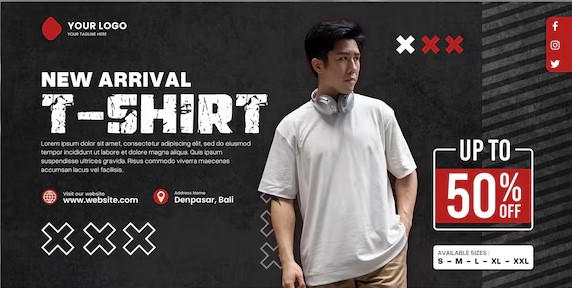 YOUR LOGO
YOUR TAGLINE HERE
NEW ARRIVAL
T-SHIRT
Lorem ipsum sit amet, consectetur adipiscing elit, sed do eiusmod
tempor incididunt ut labore et dolore magna aliqua. Quis ipsum
suspendisse ultrices gravida. Risus commodo viverra maecenas
accumsan lacus vel facilisis.
Visit our website
www.website.com
Address Home
Denpasar, Bali
UP TO
50%
OFF
AVAILABLE SIZES :
S - M - L - XL - XXL